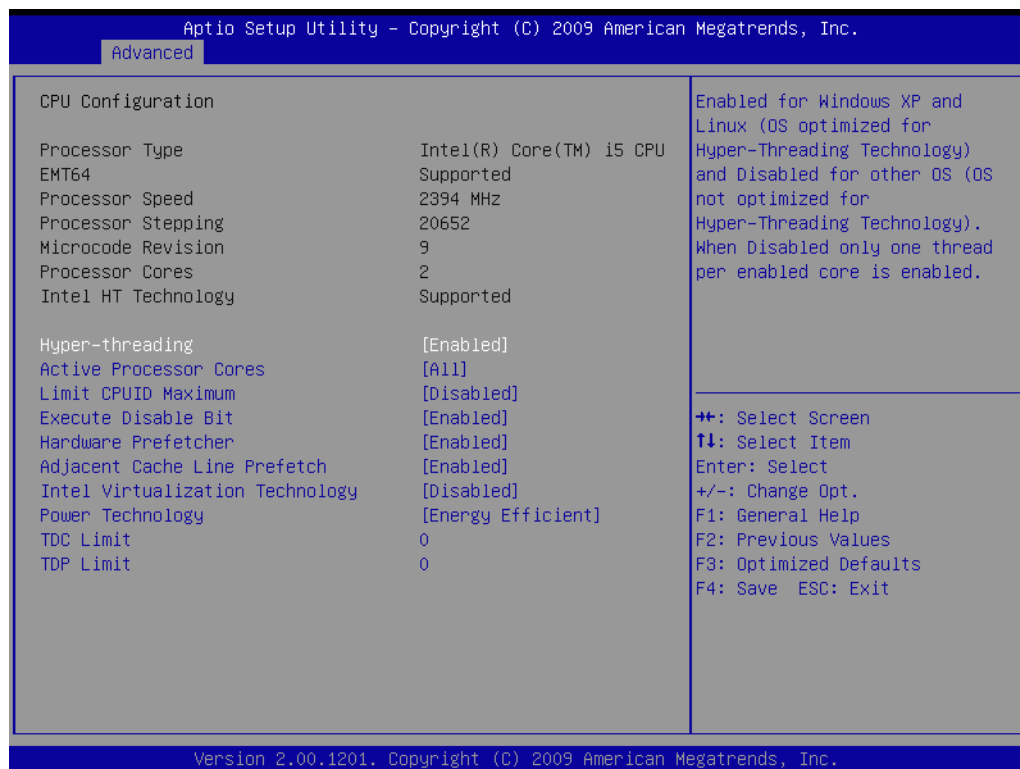 Aptio Setup Utility – Copyright (C) 2009 American Megatrends, Inc.
Advanced
CPU Configuration
Processor Type Intel(R) Core(TM) i5 CPU
EMT64 Supported
Processor Speed 2394 MHz
Processor Stepping 20652
Microcode Revision 9
Processor Cores 2
Intel HT Technology Supported
Hyper-threading [Enabled]
Active Processor Cores [All]
Limit CPUID Maximum [Disabled]
Execute Disable Bit [Enabled]
Hardware Prefetcher [Enabled]
Adjacent Cache Line Prefetch [Enabled]
Intel Virtualization Technology [Disabled]
Power Technology [Energy Efficient]
TDC Limit 0
TDP Limit 0
Enabled for Windows XP and
Linux (OS optimized for
Hyper-Threading Technology)
and Disabled for other OS (OS
not optimized for
Hyper-Threading Technology).
When Disabled only one thread
per enabled core is enabled.
→←: Select Screen
↑↓: Select Item
Enter: Select
+/-: Change Opt.
F1: General Help
F2: Previous Values
F3: Optimized Defaults
F4: Save ESC: Exit
Version 2.00.1201. Copyright (C) 2009 American Megatrends, Inc.